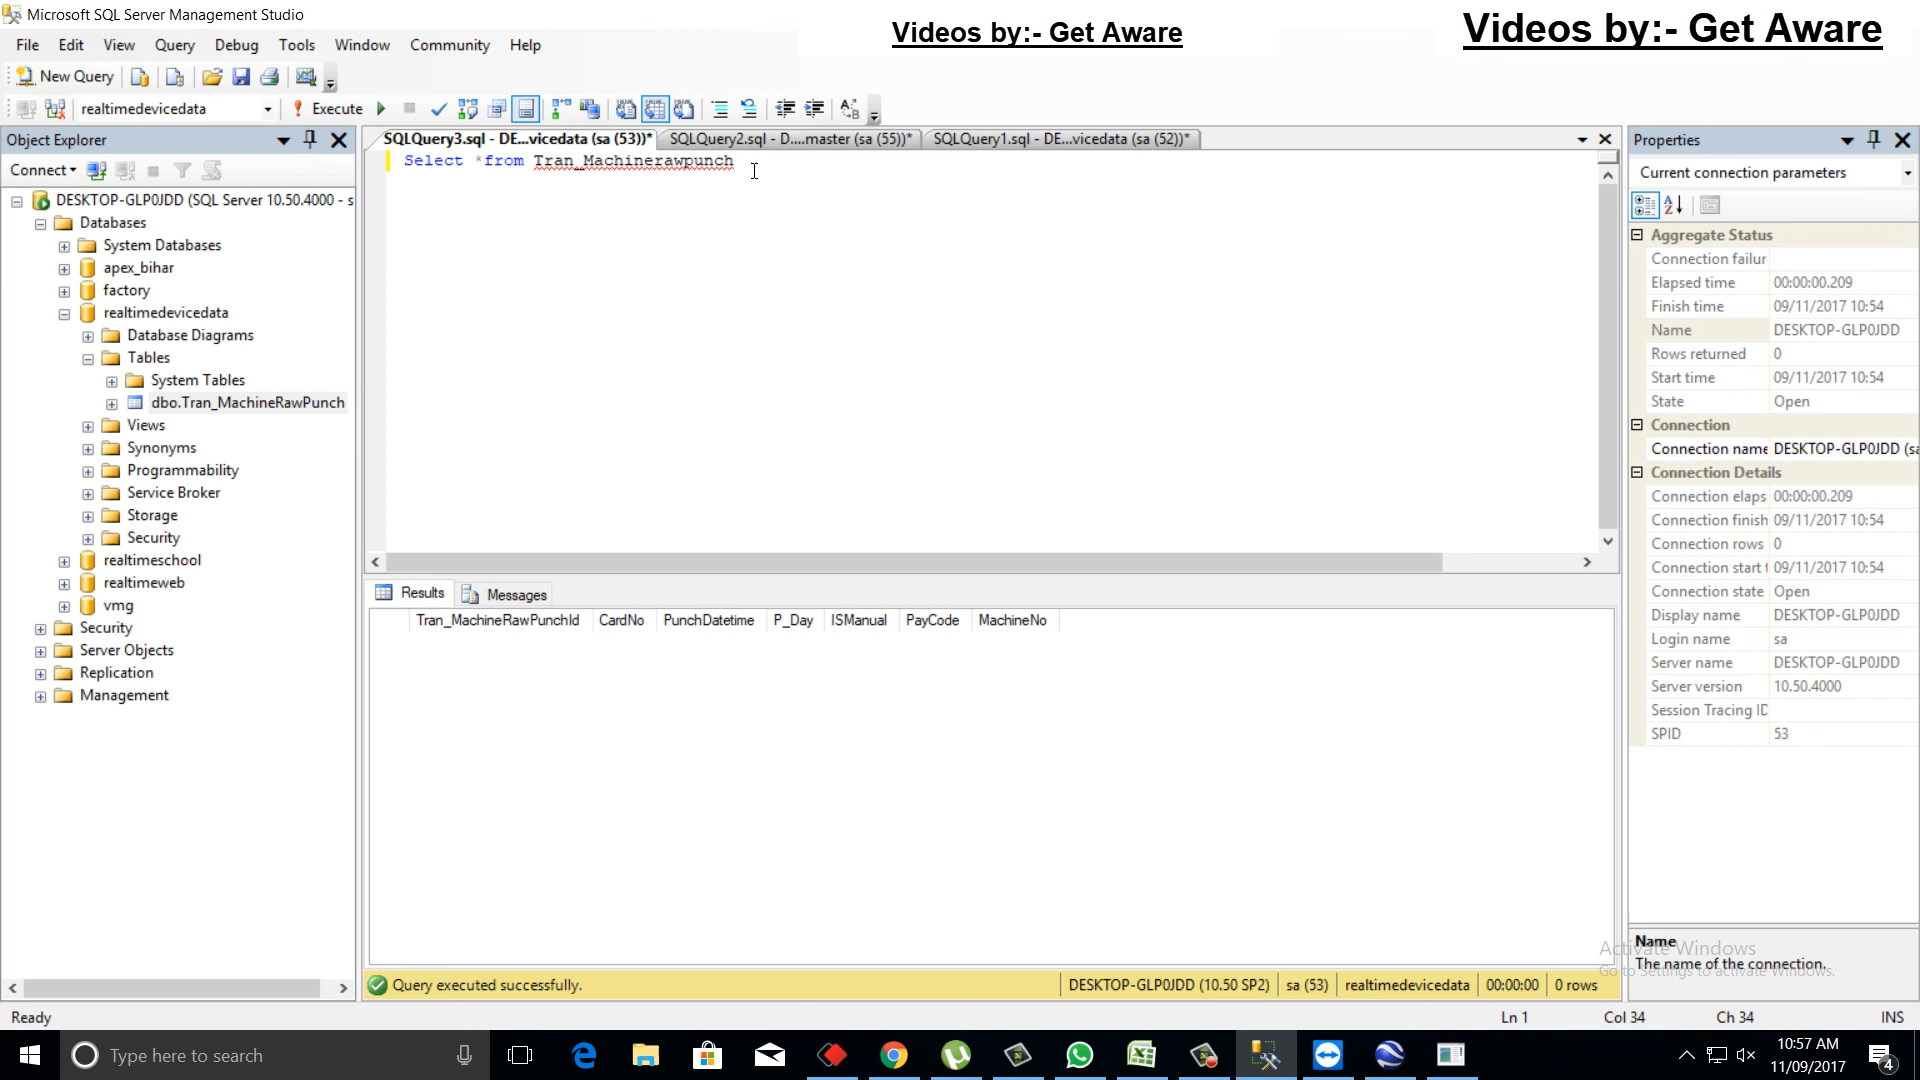 Microsoft SQL Server Management Studio
Videos by:- Get Aware
Videos by:- Get Aware
File Edit View Query Debug Tools Window Community Help
New Query
realtimedevicedata Execute
Object Explorer
SQLQuery3.sql - DE...vicedata (sa (53))* SQLQuery2.sql - D....master (sa (55))* SQLQuery1.sql - DE...vicedata (sa (52))*
Properties
Connect
Select *from Tran_Machinerawpunch
Current connection parameters
DESKTOP-GLP0JDD (SQL Server 10.50.4000 - s
Databases
System Databases
apex_bihar
factory
realtimedevicedata
Database Diagrams
Tables
System Tables
dbo.Tran_MachineRawPunch
Views
Synonyms
Programmability
Service Broker
Storage
Security
realtimeschool
realtimeweb
vmg
Security
Server Objects
Replication
Management
Results Messages
Tran_MachineRawPunchId CardNo PunchDatetime P_Day ISManual PayCode MachineNo
Aggregate Status
Connection failur
Elapsed time 00:00:00.209
Finish time 09/11/2017 10:54
Name DESKTOP-GLP0JDD
Rows returned 0
Start time 09/11/2017 10:54
State Open
Connection
Connection name DESKTOP-GLP0JDD (sa
Connection Details
Connection elaps 00:00:00.209
Connection finish 09/11/2017 10:54
Connection rows 0
Connection start t 09/11/2017 10:54
Connection state Open
Display name DESKTOP-GLP0JDD
Login name sa
Server name DESKTOP-GLP0JDD
Server version 10.50.4000
Session Tracing ID
SPID 53
Name
The name of the connection.
Activate Windows
Go to Settings to activate Windows.
Query executed successfully. DESKTOP-GLP0JDD (10.50 SP2) sa (53) realtimedevicedata 00:00:00 0 rows
Ready Ln 1 Col 34 Ch 34 INS
Type here to search
10:57 AM
11/09/2017
4